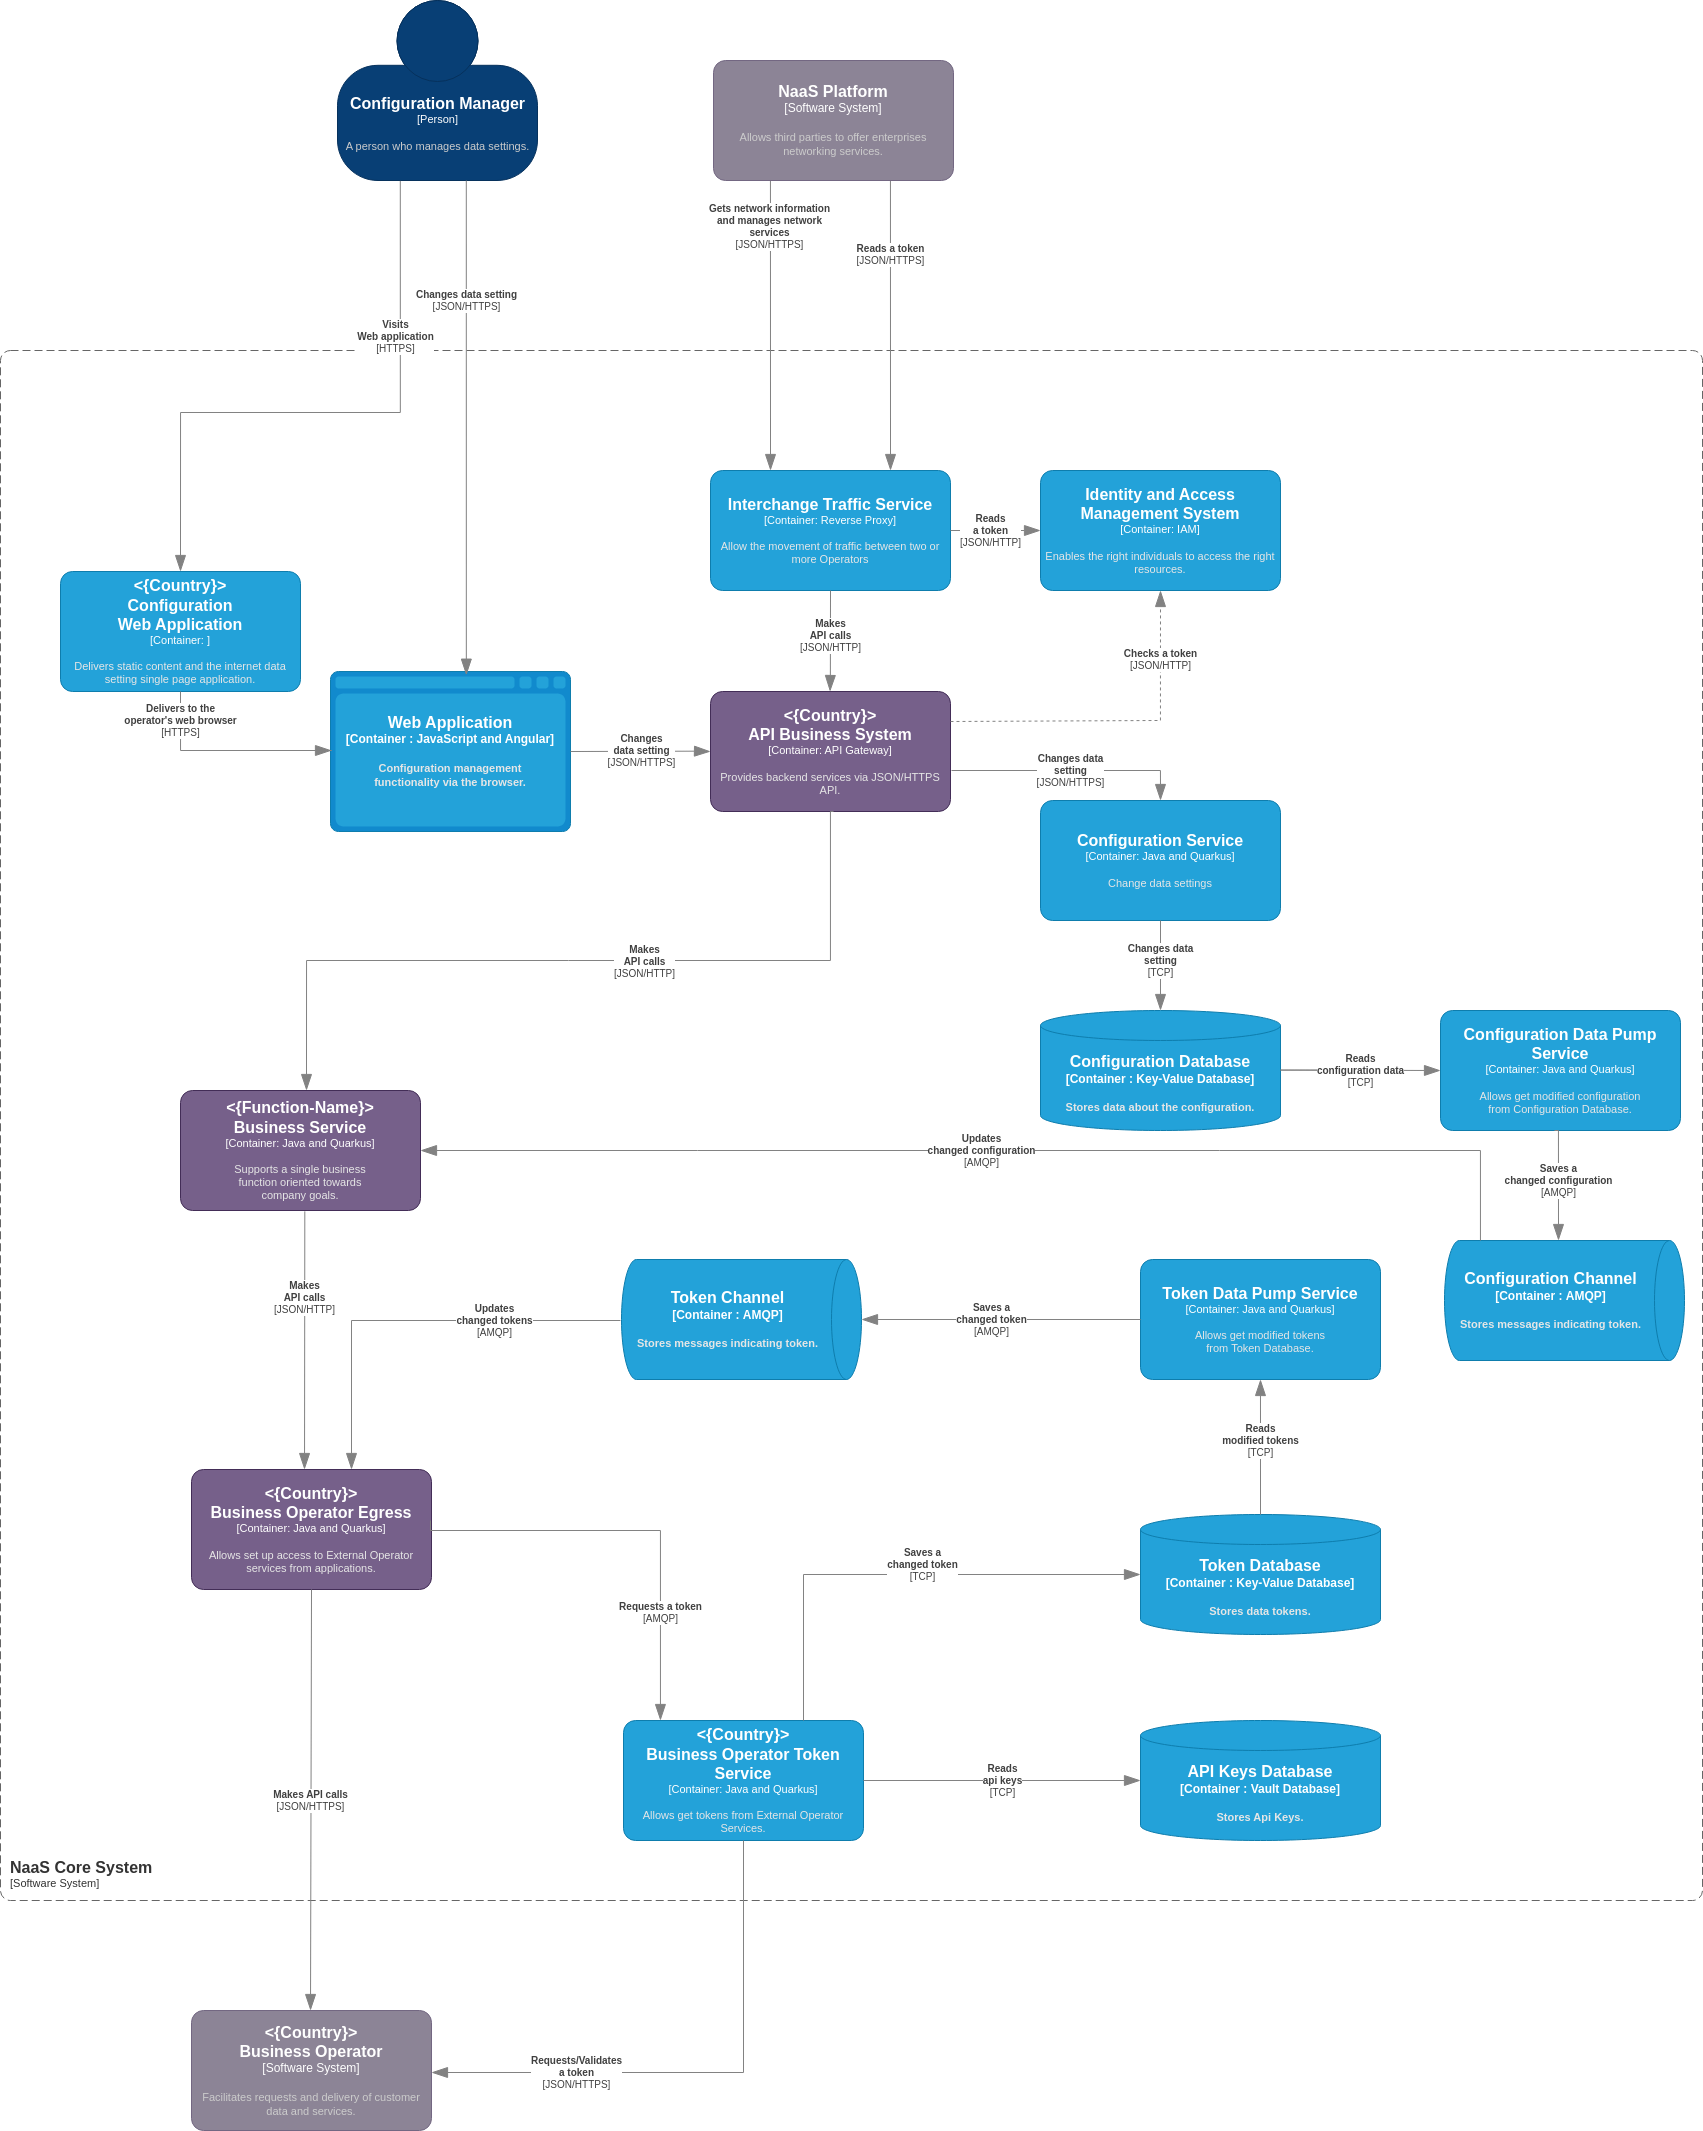 Configuration Manager
[Person]
A person who manages data settings.
NaaS Platform
[Software System]
Allows third parties to offer enterprises
networking services.
Gets network information
and manages network
services
[JSON/HTTPS]
Reads a token
[JSON/HTTPS]
Changes data setting
[JSON/HTTPS]
Visits
Web application
[HTTPS]
Interchange Traffic Service
[Container: Reverse Proxy]
Allow the movement of traffic between two or
more Operators
Reads
a token
[JSON/HTTP]
Identity and Access
Management System
[Container: IAM]
Enables the right individuals to access the right
resources.
<{Country}>
Configuration
Web Application
[Container: ]
Delivers static content and the internet data
setting single page application.
Makes
API calls
[JSON/HTTP]
Checks a token
[JSON/HTTP]
Delivers to the
operator's web browser
[HTTPS]
Web Application
[Container : JavaScript and Angular]
Configuration management
functionality via the browser.
Changes
data setting
[JSON/HTTPS]
<{Country}>
API Business System
[Container: API Gateway]
Provides backend services via JSON/HTTPS
API.
Changes data
setting
[JSON/HTTPS]
Configuration Service
[Container: Java and Quarkus]
Change data settings
Makes
API calls
[JSON/HTTP]
Changes data
setting
[TCP]
Configuration Database
[Container : Key-Value Database]
Stores data about the configuration.
Reads
configuration data
[TCP]
Configuration Data Pump
Service
[Container: Java and Quarkus]
Allows get modified configuration
from Configuration Database.
<{Function-Name}>
Business Service
[Container: Java and Quarkus]
Supports a single business
function oriented towards
company goals.
Updates
changed configuration
[AMQP]
Saves a
changed configuration
[AMQP]
Makes
API calls
[JSON/HTTP]
Updates
changed tokens
[AMQP]
Token Channel
[Container : AMQP]
Stores messages indicating token.
Saves a
changed token
[AMQP]
Token Data Pump Service
[Container: Java and Quarkus]
Allows get modified tokens
from Token Database.
Configuration Channel
[Container : AMQP]
Stores messages indicating token.
Reads
modified tokens
[TCP]
<{Country}>
Business Operator Egress
[Container: Java and Quarkus]
Allows set up access to External Operator
services from applications.
Requests a token
[AMQP]
Saves a
changed token
[TCP]
Token Database
[Container : Key-Value Database]
Stores data tokens.
<{Country}>
Business Operator Token
Service
[Container: Java and Quarkus]
Allows get tokens from External Operator
Services.
Reads
api keys
[TCP]
API Keys Database
[Container : Vault Database]
Stores Api Keys.
Makes API calls
[JSON/HTTPS]
NaaS Core System
[Software System]
<{Country}>
Business Operator
[Software System]
Facilitates requests and delivery of customer
data and services.
Requests/Validates
a token
[JSON/HTTPS]